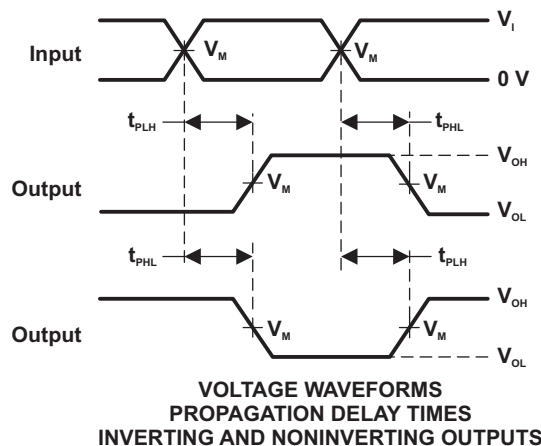 V_I
Input
V_M
V_M
0 V
t_PLH
t_PHL
V_OH
Output
V_M
V_M
V_OL
t_PHL
t_PLH
V_OH
Output
V_M
V_M
V_OL
VOLTAGE WAVEFORMS
PROPAGATION DELAY TIMES
INVERTING AND NONINVERTING OUTPUTS